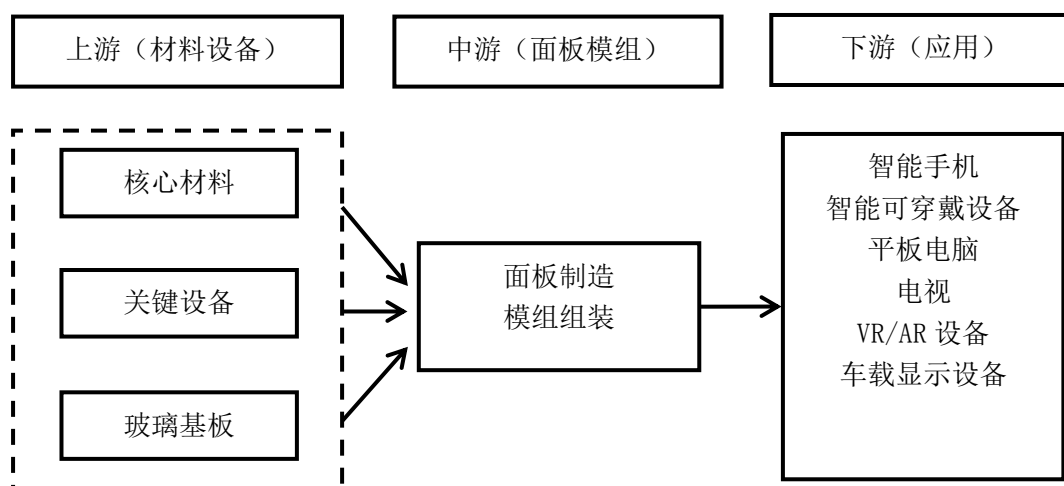 上游（材料设备）
中游（面板模组）
下游（应用）
核心材料
关键设备
玻璃基板
面板制造
模组组装
智能手机
智能可穿戴设备
平板电脑
电视
VR/AR 设备
车载显示设备